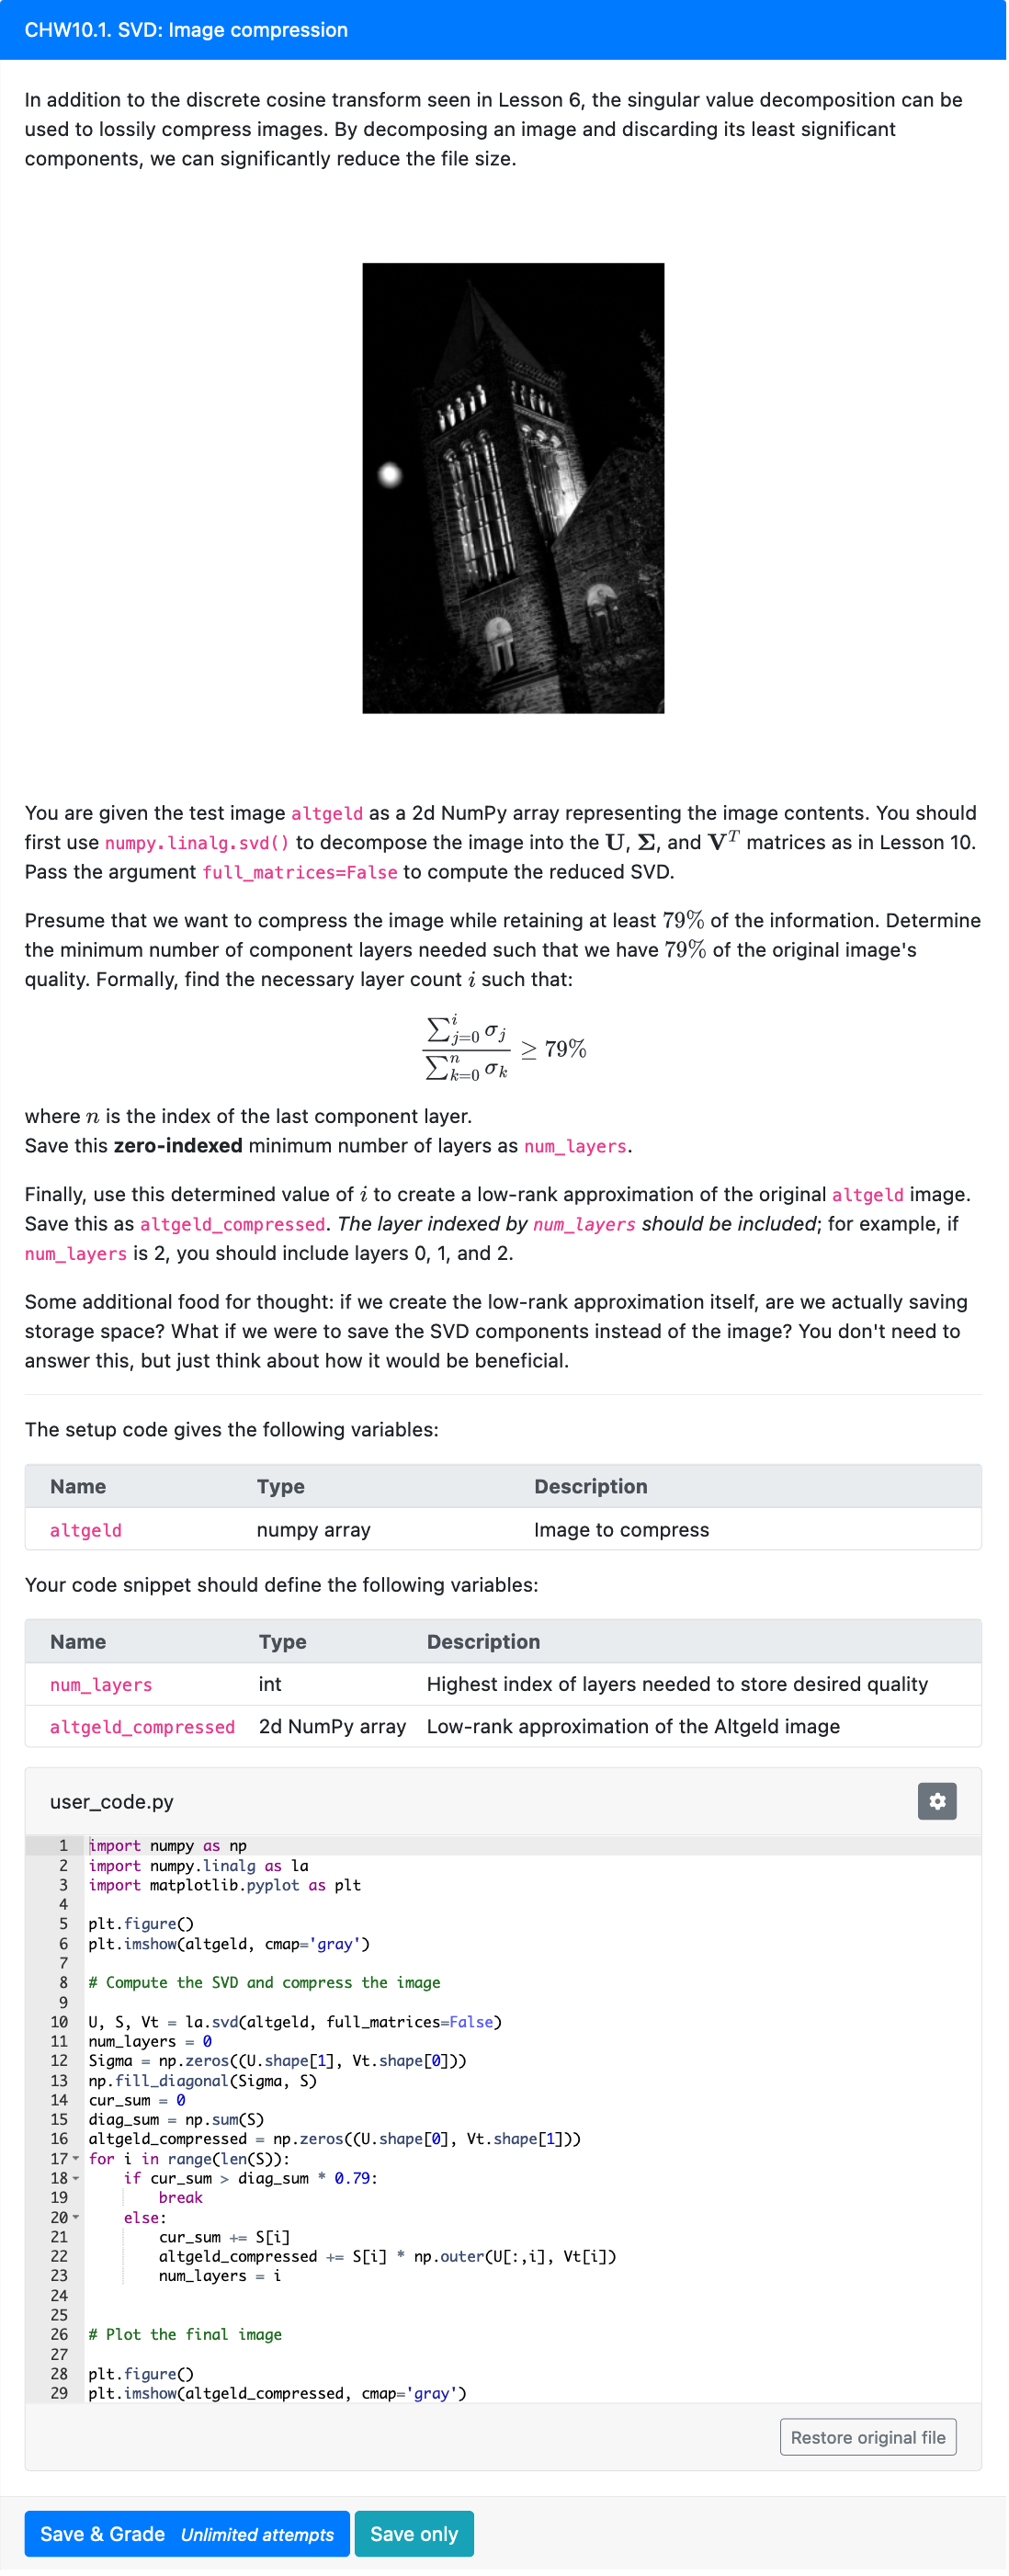 CHW10.1. SVD: Image compression
In addition to the discrete cosine transform seen in Lesson 6, the singular value decomposition can be
used to lossily compress images. By decomposing an image and discarding its least significant
components, we can significantly reduce the file size.
You are given the test image altgeld as a 2d NumPy array representing the image contents. You should
first use numpy.linalg.svd() to decompose the image into the U, Σ, and V^T matrices as in Lesson 10.
Pass the argument full_matrices=False to compute the reduced SVD.
Presume that we want to compress the image while retaining at least 79% of the information. Determine
the minimum number of component layers needed such that we have 79% of the original image's
quality. Formally, find the necessary layer count i such that:
\frac{\sum_{j=0}^{i} \sigma_j}{\sum_{k=0}^{n} \sigma_k} ≥ 79%
where n is the index of the last component layer.
Save this zero-indexed minimum number of layers as num_layers.
Finally, use this determined value of i to create a low-rank approximation of the original altgeld image.
Save this as altgeld_compressed. The layer indexed by num_layers should be included; for example, if
num_layers is 2, you should include layers 0, 1, and 2.
Some additional food for thought: if we create the low-rank approximation itself, are we actually saving
storage space? What if we were to save the SVD components instead of the image? You don't need to
answer this, but just think about how it would be beneficial.
The setup code gives the following variables:
Name Type Description
altgeld numpy array Image to compress
Your code snippet should define the following variables:
Name Type Description
num_layers int Highest index of layers needed to store desired quality
altgeld_compressed 2d NumPy array Low-rank approximation of the Altgeld image
user_code.py
1 import numpy as np
2 import numpy.linalg as la
3 import matplotlib.pyplot as plt
4
5 plt.figure()
6 plt.imshow(altgeld, cmap='gray')
7
8 # Compute the SVD and compress the image
9
10 U, S, Vt = la.svd(altgeld, full_matrices=False)
11 num_layers = 0
12 Sigma = np.zeros((U.shape[1], Vt.shape[0]))
13 np.fill_diagonal(Sigma, S)
14 cur_sum = 0
15 diag_sum = np.sum(S)
16 altgeld_compressed = np.zeros((U.shape[0], Vt.shape[1]))
17 for i in range(len(S)):
18     if cur_sum > diag_sum * 0.79:
19         break
20     else:
21         cur_sum += S[i]
22         altgeld_compressed += S[i] * np.outer(U[:,i], Vt[i])
23         num_layers = i
24
25
26 # Plot the final image
27
28 plt.figure()
29 plt.imshow(altgeld_compressed, cmap='gray')
Restore original file
Save & Grade Unlimited attempts Save only